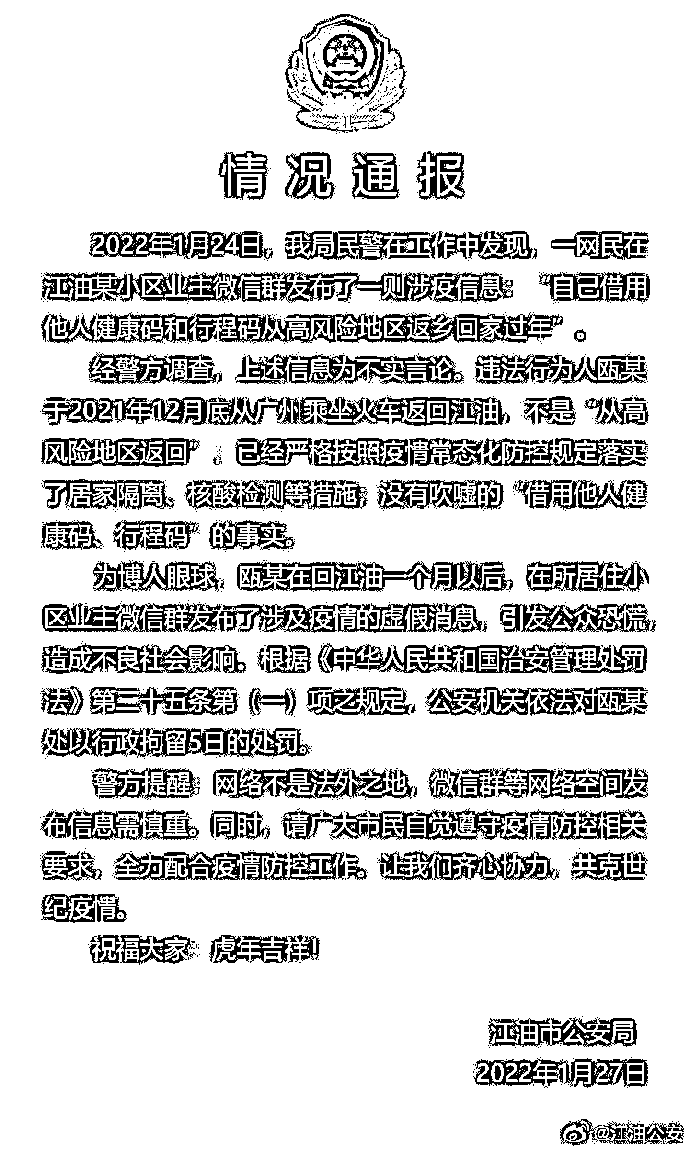 情况通报
2022年1月24日，我局民警在工作中发现，一网民在
江油某小区业主微信群发布了一则涉疫信息：“自己借用
他人健康码和行程码从高风险地区返乡回家过年”。
经警方调查，上述信息为不实言论。违法行为人瓯某
于2021年12月底从广州乘坐火车返回江油，不是“从高
风险地区返回”；已经严格按照疫情常态化防控规定落实
了居家隔离、核酸检测等措施；没有吹嘘的“借用他人健
康码、行程码”的事实。
为博人眼球，瓯某在回江油一个月以后，在所居住小
区业主微信群发布了涉及疫情的虚假消息，引发公众恐慌，
造成不良社会影响。根据《中华人民共和国治安管理处罚
法》第二十五条第（一）项之规定，公安机关依法对瓯某
处以行政拘留5日的处罚。
警方提醒：网络不是法外之地，微信群等网络空间发
布信息需慎重。同时，请广大市民自觉遵守疫情防控相关
要求，全力配合疫情防控工作。让我们齐心协力，共克世
纪疫情。
祝福大家：虎年吉祥！
江油市公安局
2022年1月27日
@江油公安